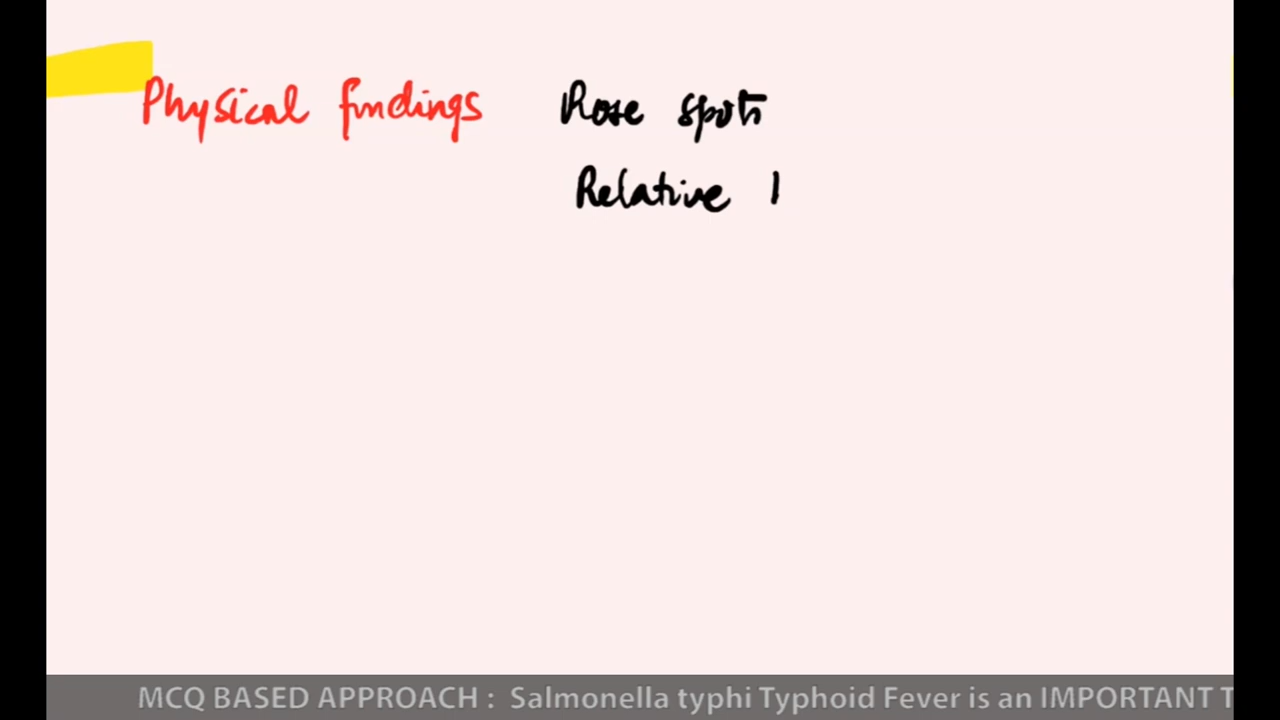 Physical findings Rose spots
Relative
MCQ BASED APPROACH : Salmonella typhi Typhoid Fever is an IMPORTANT T